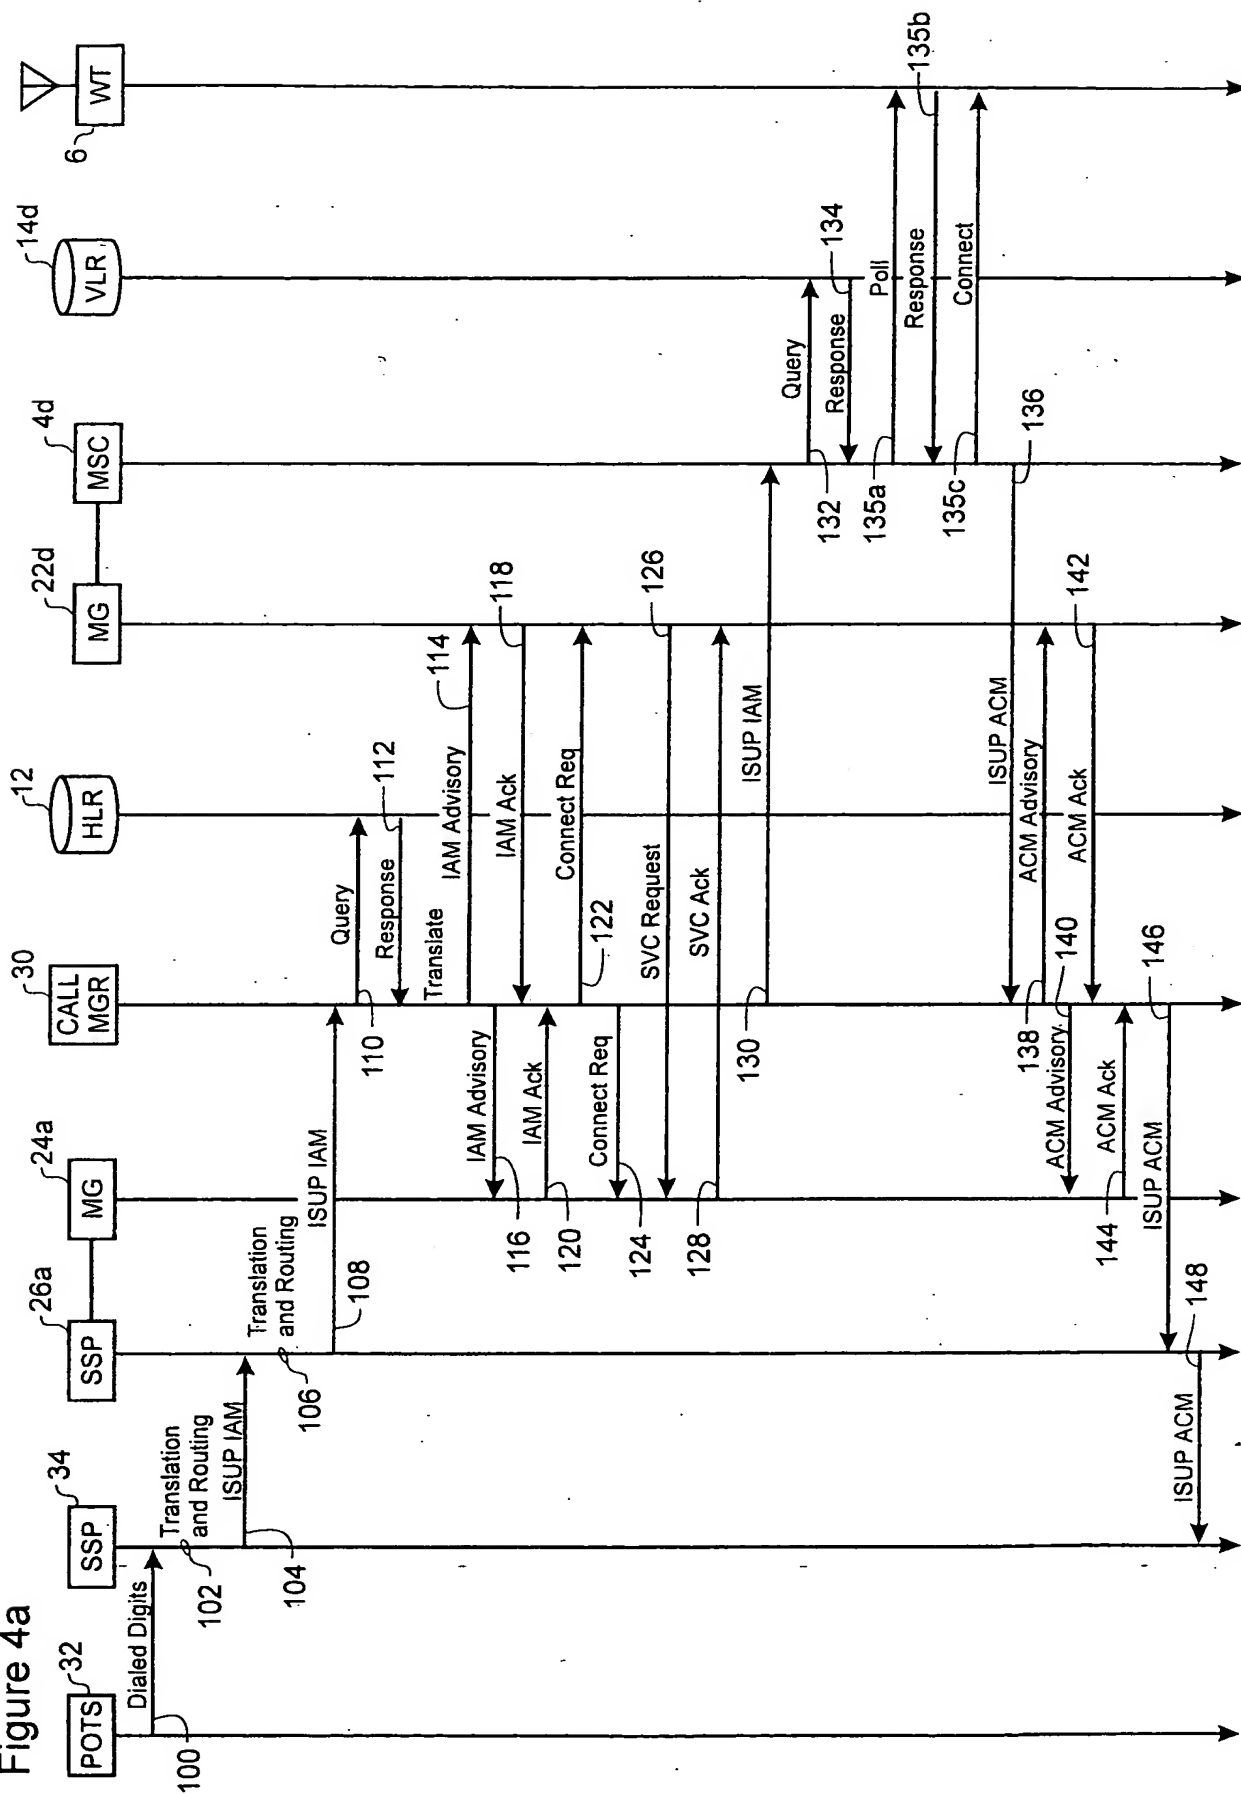 Figure 4a
POTS
32
SSP
34
SSP
26a
MG
24a
CALL
MGR
30
HLR
12
MG
22d
MSC
4d
VLR
14d
WT
6
Dialed Digits
100
Translation
and Routing
102
ISUP IAM
104
Translation
and Routing
106
ISUP IAM
108
Query
110
Response
112
Translate
IAM Advisory
114
IAM Advisory
116
IAM Ack
118
IAM Ack
120
Connect Req
122
Connect Req
124
SVC Request
126
SVC Ack
128
ISUP IAM
130
Query
132
Response
134
Poll
135a
Response
135b
Connect
135c
ISUP ACM
136
ACM Advisory
138
ACM Advisory
140
ACM Ack
142
ACM Ack
144
ISUP ACM
146
ISUP ACM
148